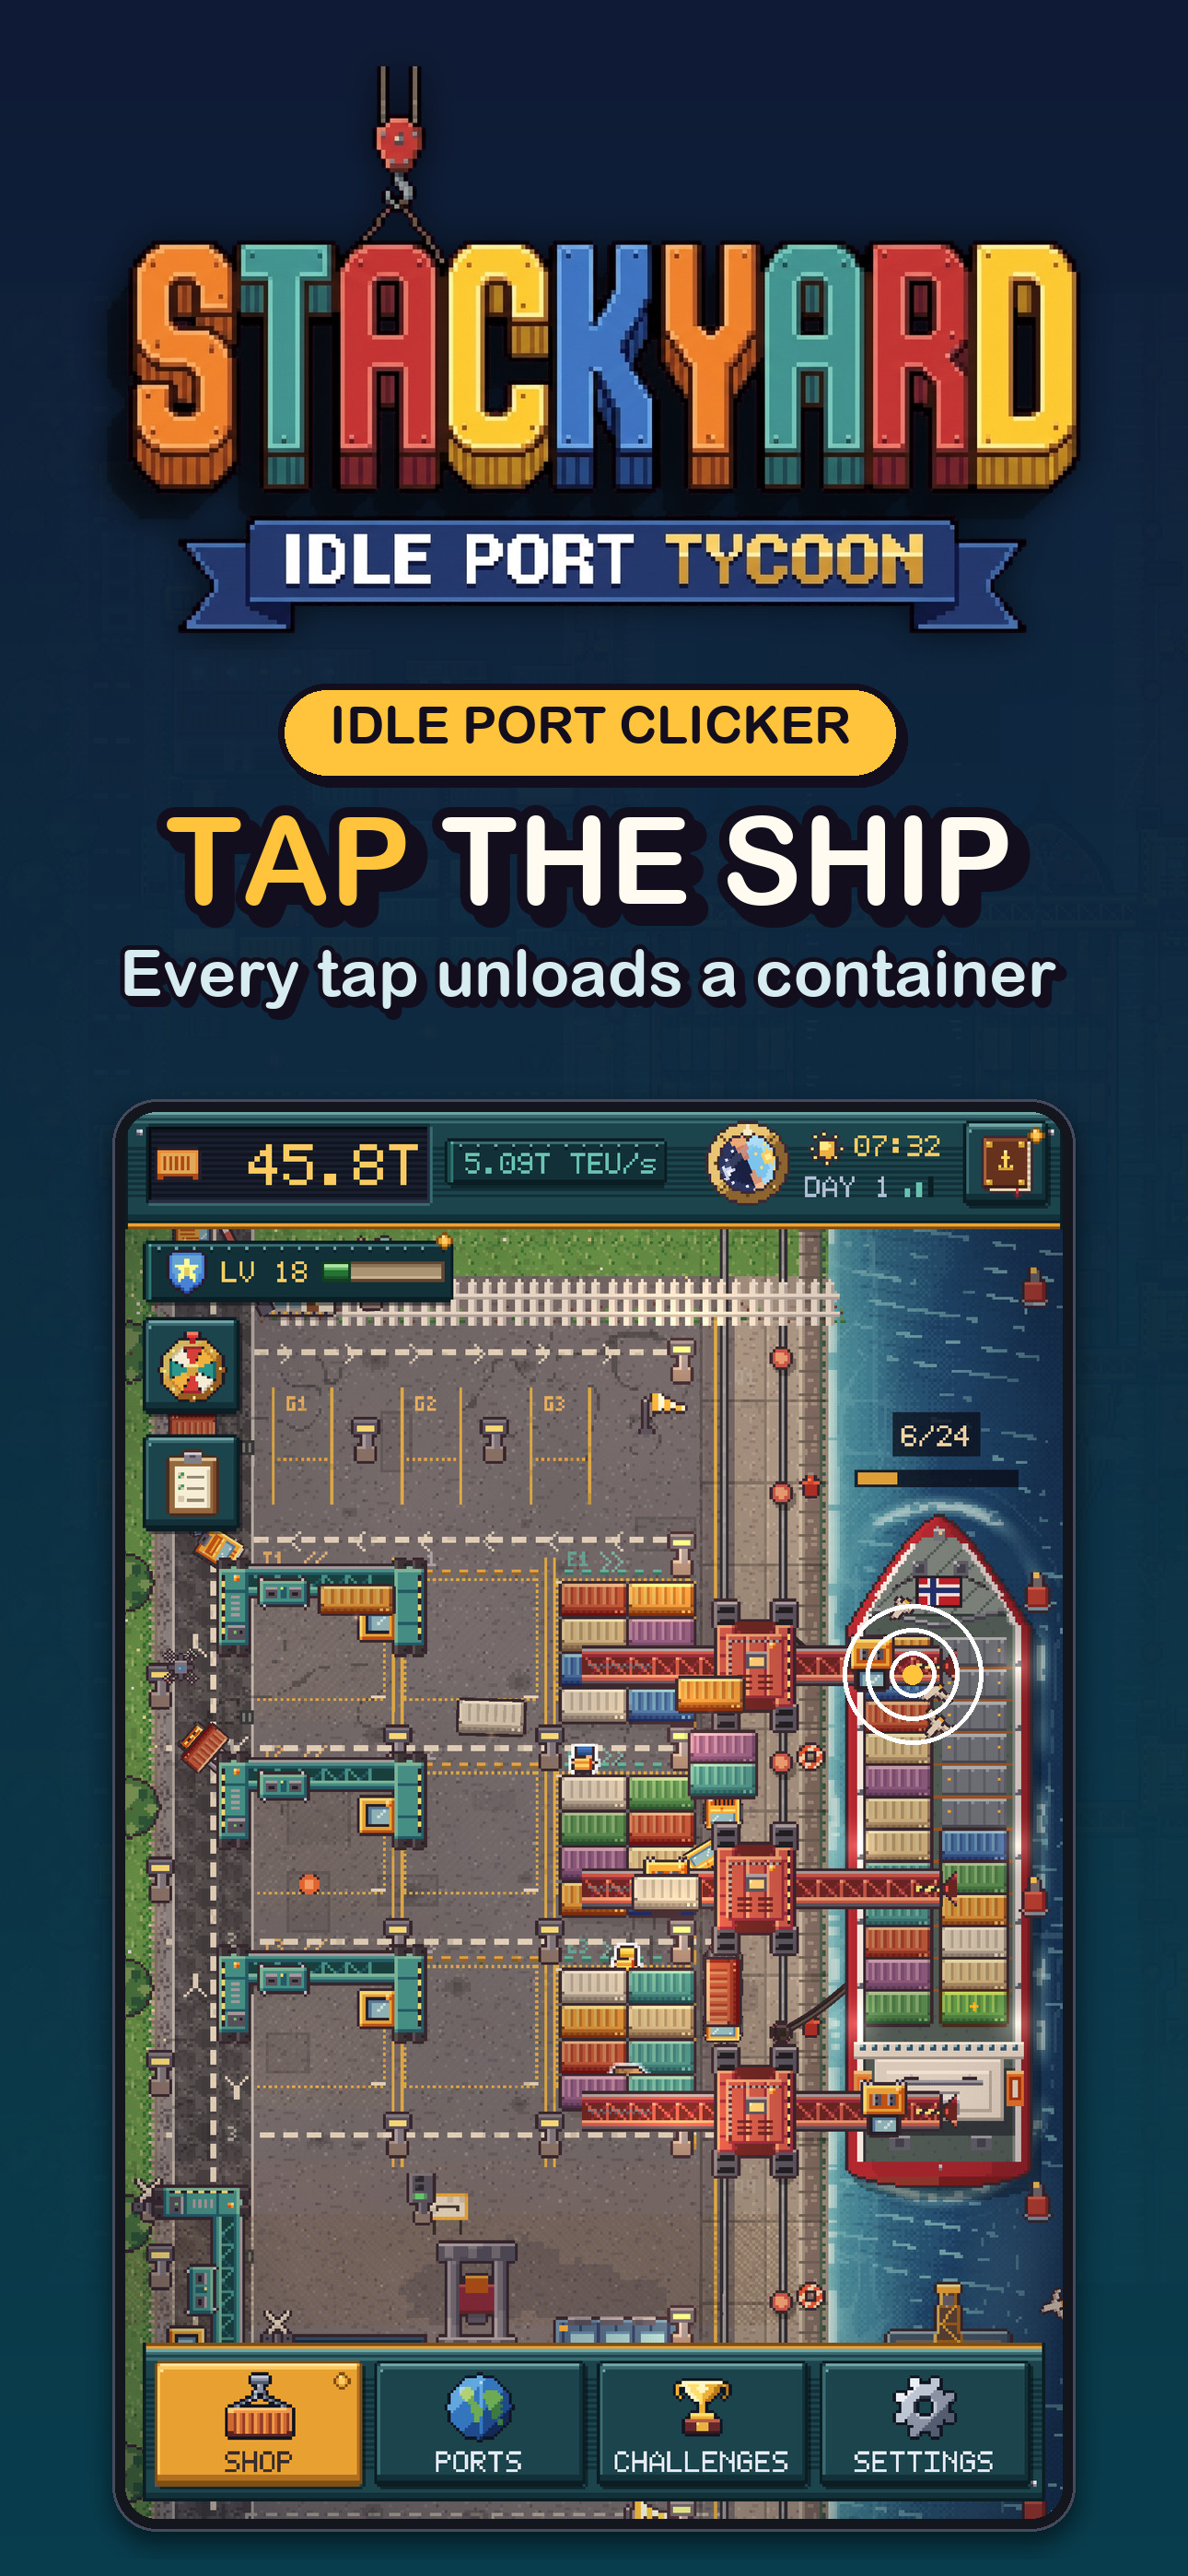 STACKYARD
IDLE PORT TYCOON
IDLE PORT CLICKER
TAP THE SHIP
Every tap unloads a container
45.8T
5.09T TEU/s
07:32
DAY 1
LV 18
G1 G2 G3
6/24
E1 >>
3
SHOP
PORTS
CHALLENGES
SETTINGS